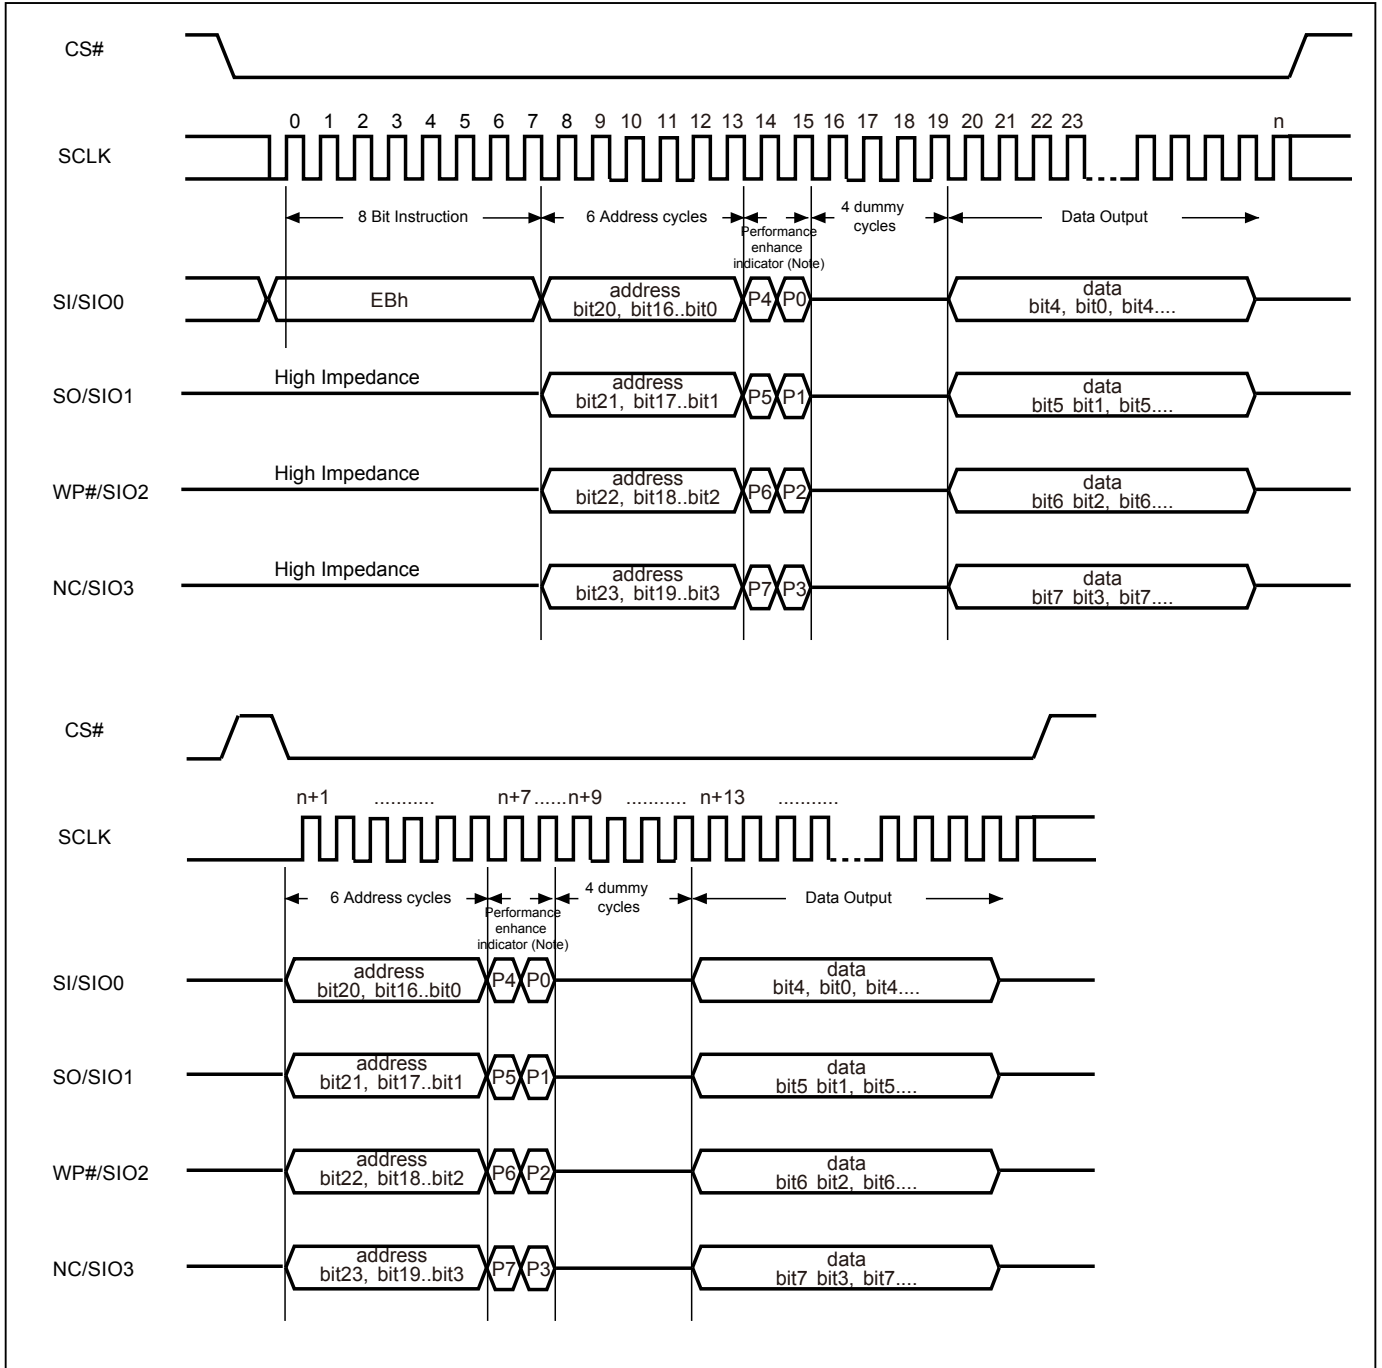 CS#
0 1 2 3 4 5 6 7 8 9 10 11 12 13 14 15 16 17 18 19 20 21 22 23 n
SCLK
8 Bit Instruction 6 Address cycles 4 dummy Data Output
cycles
Performance
enhance
indicator (Note)
SI/SIO0 EBh address P4 P0 data
bit20, bit16..bit0 bit4, bit0, bit4....
High Impedance
SO/SIO1 address P5 P1 data
bit21, bit17..bit1 bit5 bit1, bit5....
High Impedance
WP#/SIO2 address P6 P2 data
bit22, bit18..bit2 bit6 bit2, bit6....
High Impedance
NC/SIO3 address P7 P3 data
bit23, bit19..bit3 bit7 bit3, bit7....
CS#
n+1 ........... n+7......n+9 ........... n+13 ...........
SCLK
6 Address cycles 4 dummy Data Output
cycles
Performance
enhance
indicator (Note)
SI/SIO0 address P4 P0 data
bit20, bit16..bit0 bit4, bit0, bit4....
SO/SIO1 address P5 P1 data
bit21, bit17..bit1 bit5 bit1, bit5....
WP#/SIO2 address P6 P2 data
bit22, bit18..bit2 bit6 bit2, bit6....
NC/SIO3 address P7 P3 data
bit23, bit19..bit3 bit7 bit3, bit7....